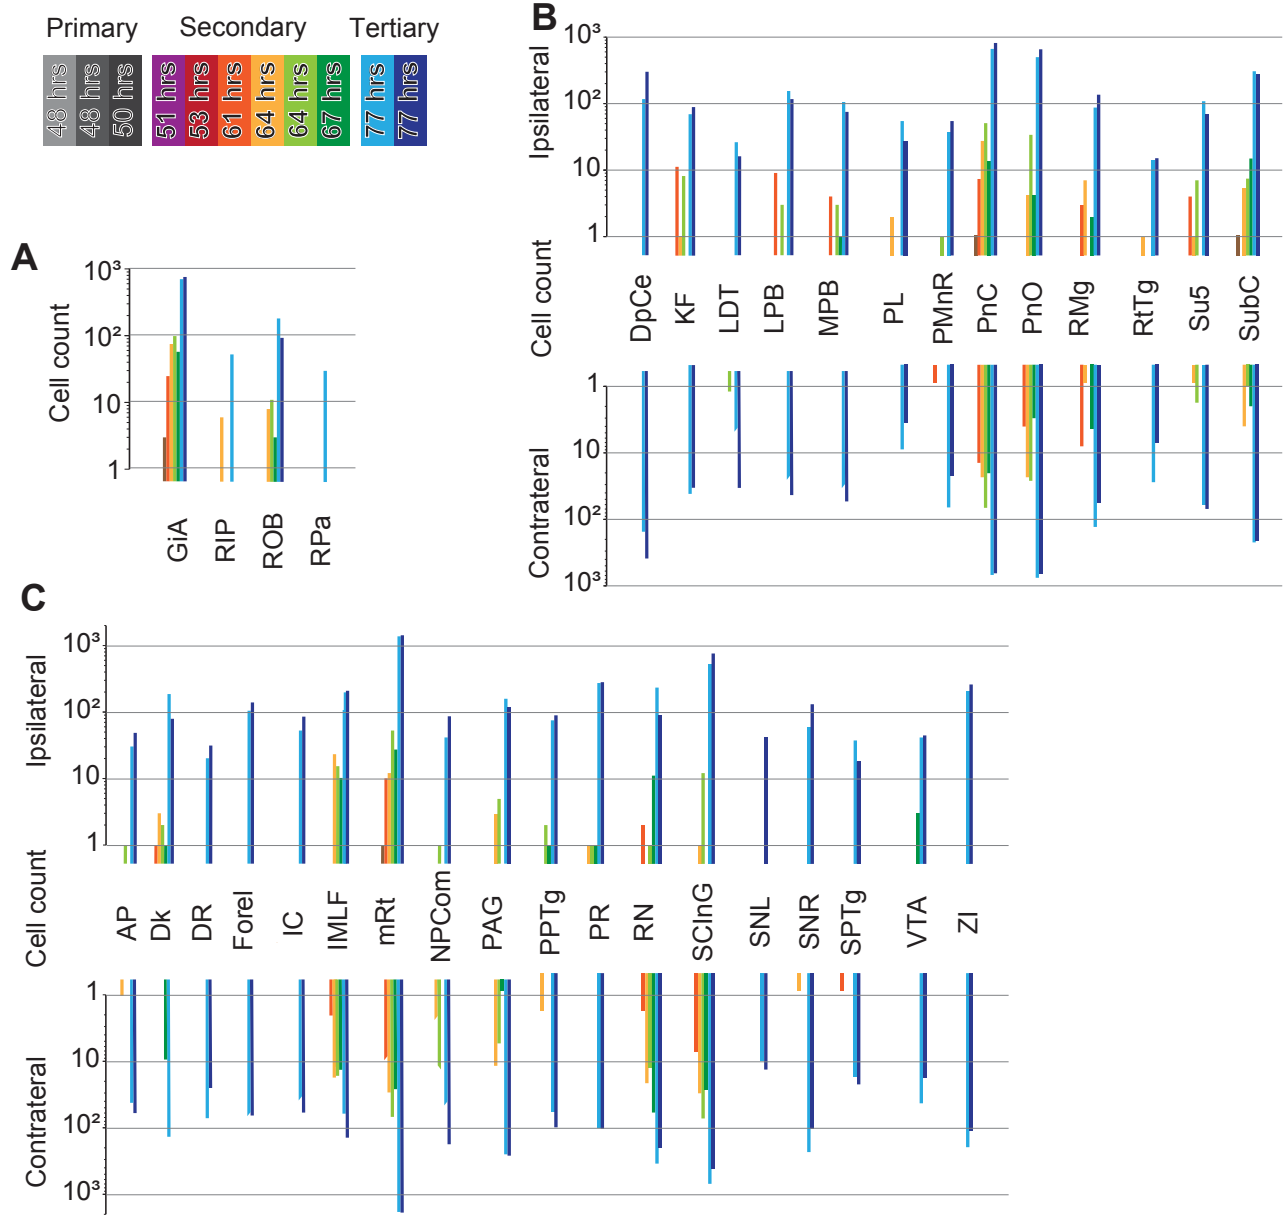 Primary Secondary Tertiary
48 hrs 48 hrs 50 hrs 51 hrs 53 hrs 61 hrs 64 hrs 64 hrs 67 hrs 77 hrs 77 hrs
A
Cell count
10³
10²
10
1
GiA RIP ROB RPa
B
Ipsilateral
Cell count
Contrateral
10³
10²
10
1
DpCe KF LDT LPB MPB PL PMnR PnC PnO RMg RtTg Su5 SubC
1
10
10²
10³
C
Ipsilateral
Cell count
Contrateral
10³
10²
10
1
AP Dk DR Forel IC IMLF mRt NPCom PAG PPTg PR RN SCInG SNL SNR SPTg VTA ZI
1
10
10²
10³